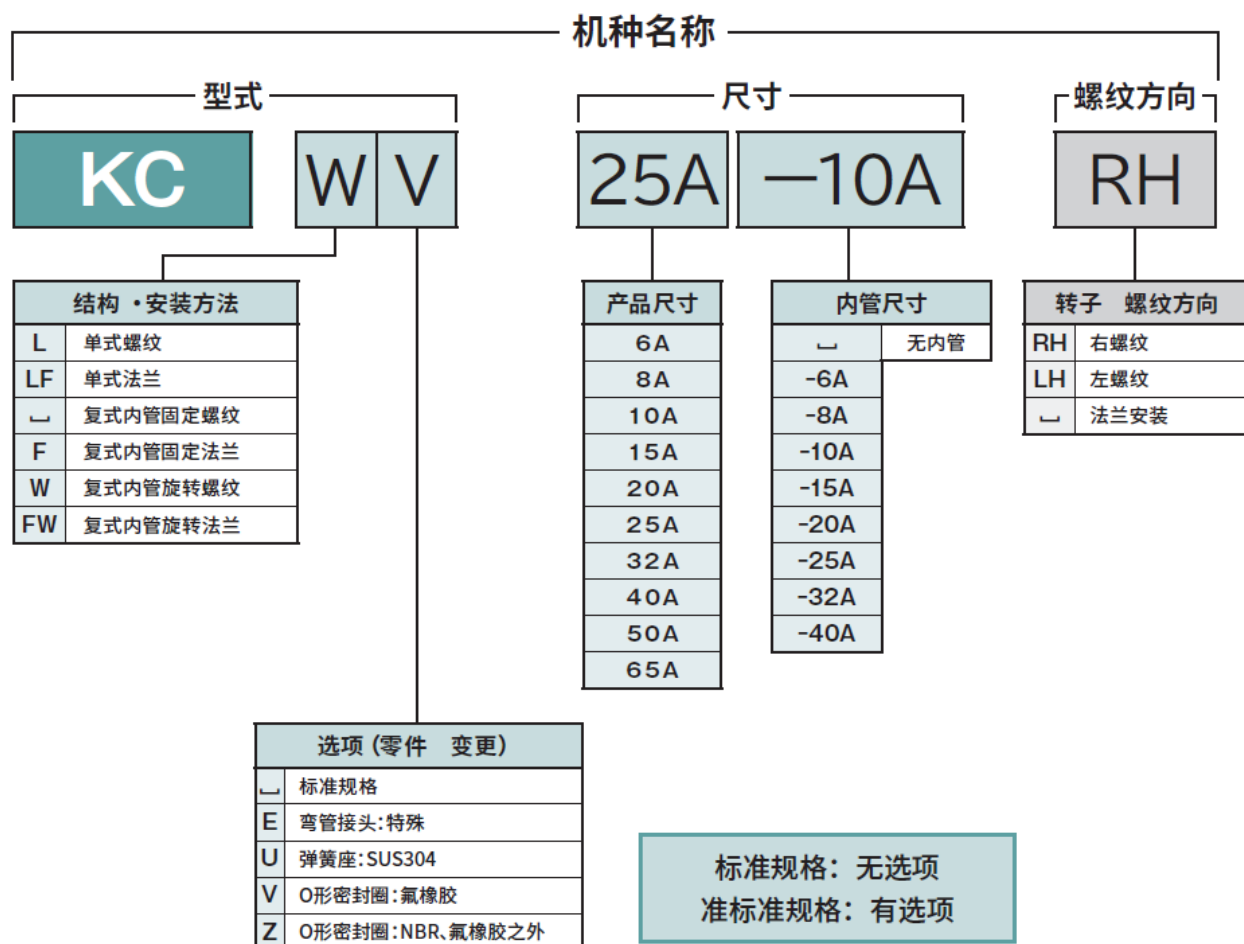 机种名称
型式
尺寸
螺纹方向
KC
W V
25A
-10A
RH
结构·安装方法
L 单式螺纹
LF 单式法兰
⎵ 复式内管固定螺纹
F 复式内管固定法兰
W 复式内管旋转螺纹
FW 复式内管旋转法兰
产品尺寸
6A
8A
10A
15A
20A
25A
32A
40A
50A
65A
内管尺寸
⎵ 无内管
-6A
-8A
-10A
-15A
-20A
-25A
-32A
-40A
转子 螺纹方向
RH 右螺纹
LH 左螺纹
⎵ 法兰安装
选项(零件 变更)
⎵ 标准规格
E 弯管接头:特殊
U 弹簧座:SUS304
V O形密封圈:氟橡胶
Z O形密封圈:NBR、氟橡胶之外
标准规格:无选项
准标准规格:有选项